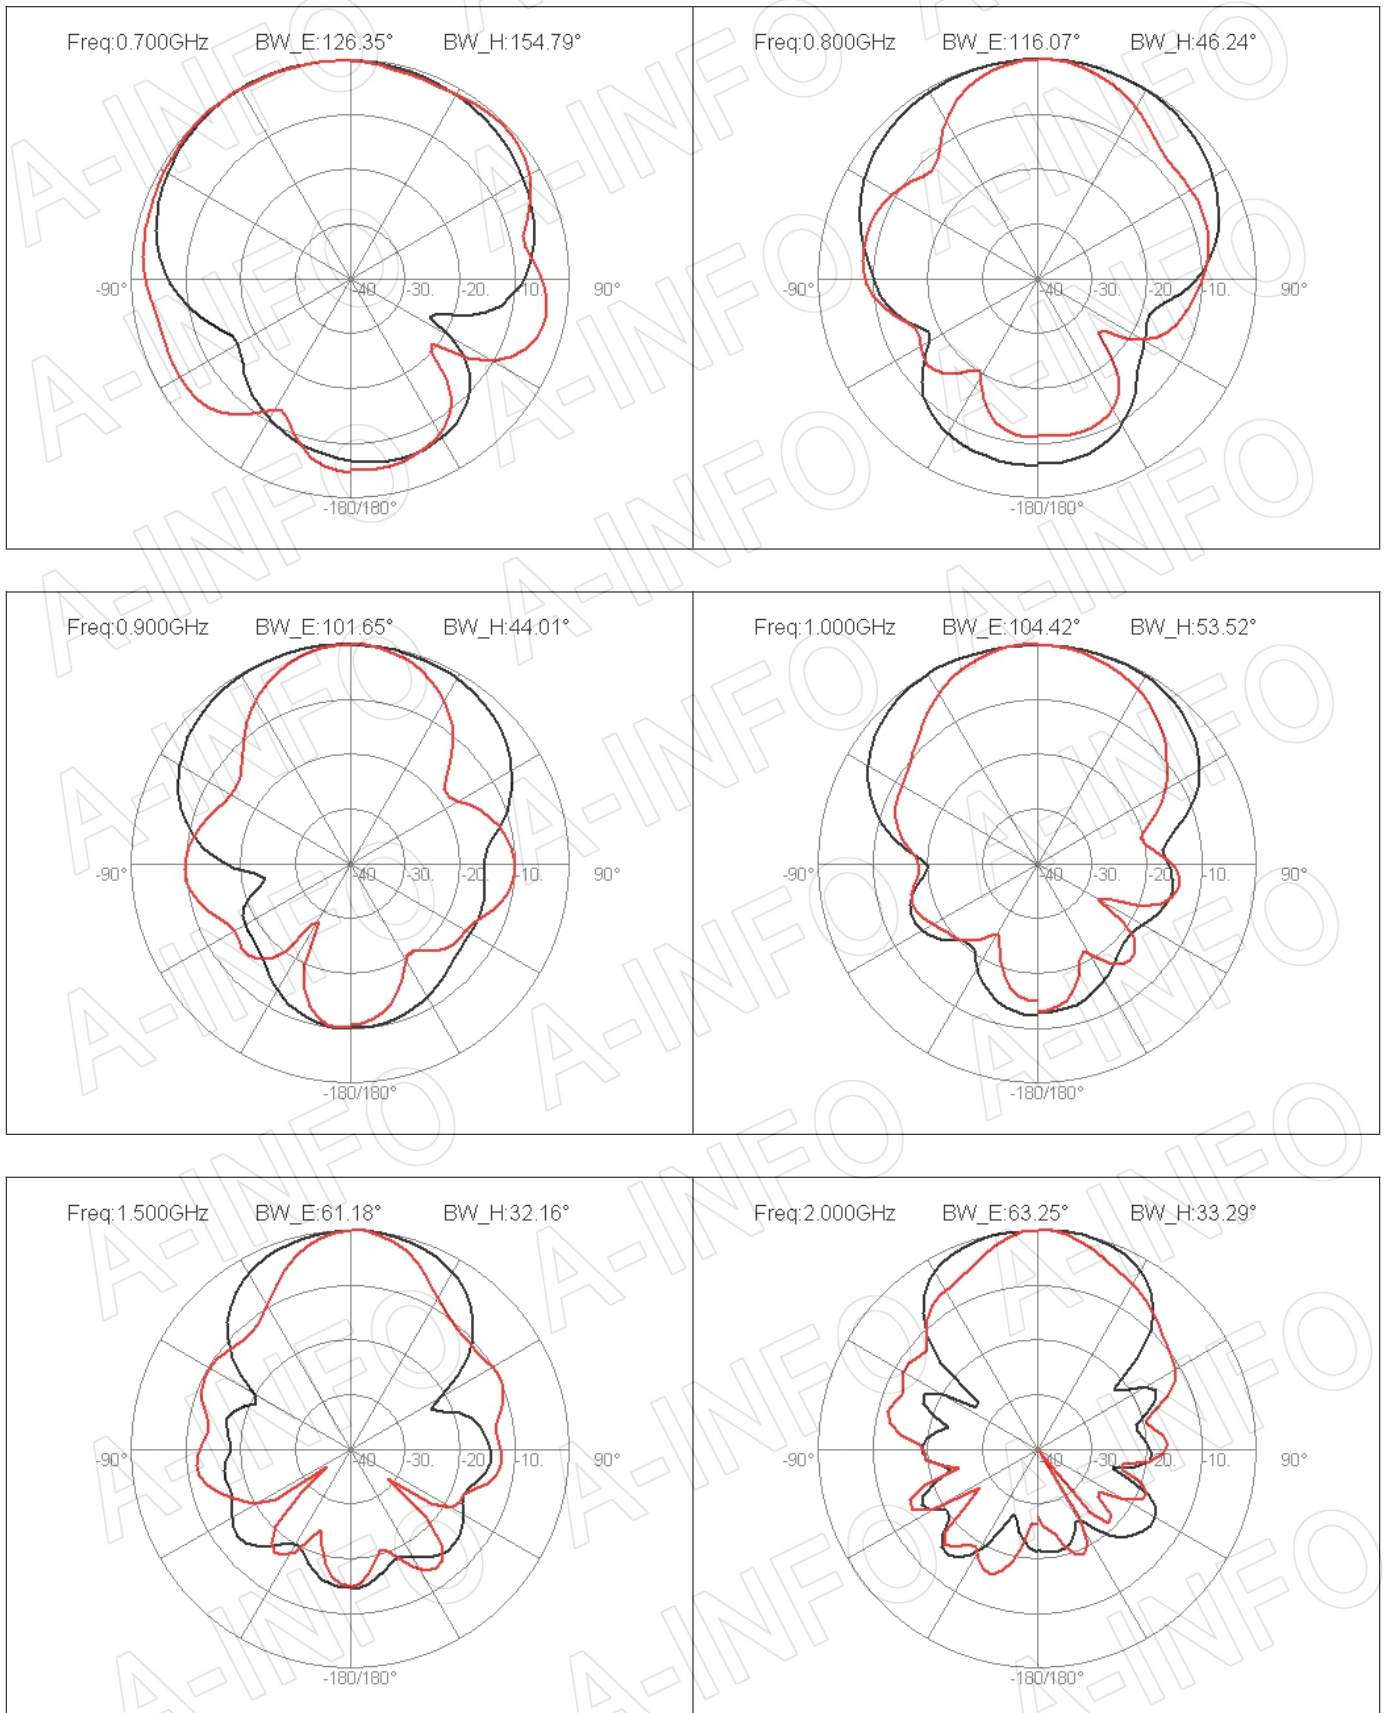 Freq:0.700GHz BW_E:126.35° BW_H:154.79°
-90° -40 -30. -20. -10. 90°
-180/180°
Freq:0.800GHz BW_E:116.07° BW_H:46.24°
-90° -40 -30. -20. -10. 90°
-180/180°
Freq:0.900GHz BW_E:101.65° BW_H:44.01°
-90° -40 -30. -20. -10. 90°
-180/180°
Freq:1.000GHz BW_E:104.42° BW_H:53.52°
-90° -40 -30. -20. -10. 90°
-180/180°
Freq:1.500GHz BW_E:61.18° BW_H:32.16°
-90° -40 -30. -20. -10. 90°
-180/180°
Freq:2.000GHz BW_E:63.25° BW_H:33.29°
-90° -40 -30. -20. -10. 90°
-180/180°
A-INFO